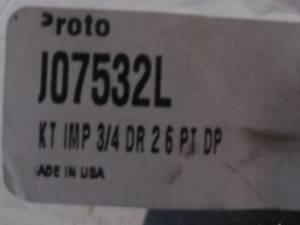 Proto
J07532L
KT IMP 3/4 DR 2 6 PT DP
ADE IN USA